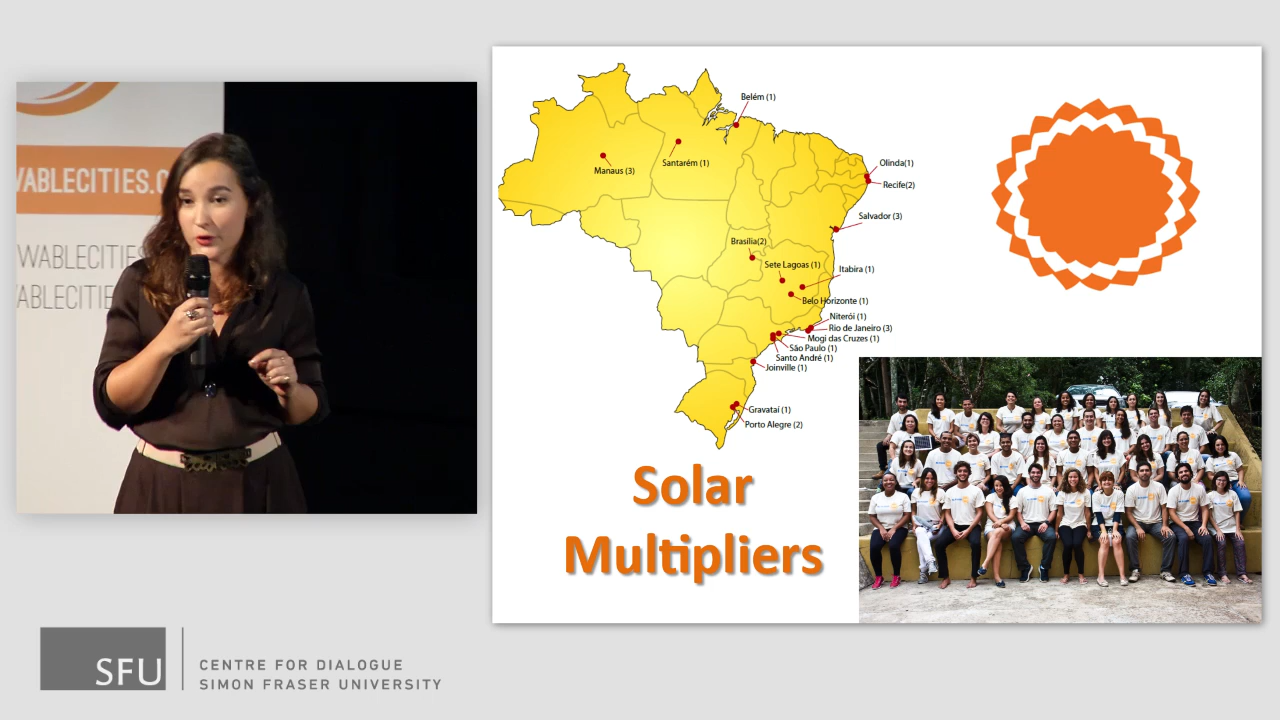 VABLECITIES.C
WABLECITIES
ABLECITIE
Belém (1)
Santarém (1)
Manaus (3)
Olinda(1)
Recife(2)
Salvador (3)
Brasília(2)
Sete Lagoas (1)
Itabira (1)
Belo Horizonte (1)
Niterói (1)
Rio de Janeiro (3)
Mogi das Cruzes (1)
São Paulo (1)
Santo André (1)
Joinville (1)
Gravataí (1)
Porto Alegre (2)
Solar
Multipliers
SFU
CENTRE FOR DIALOGUE
SIMON FRASER UNIVERSITY